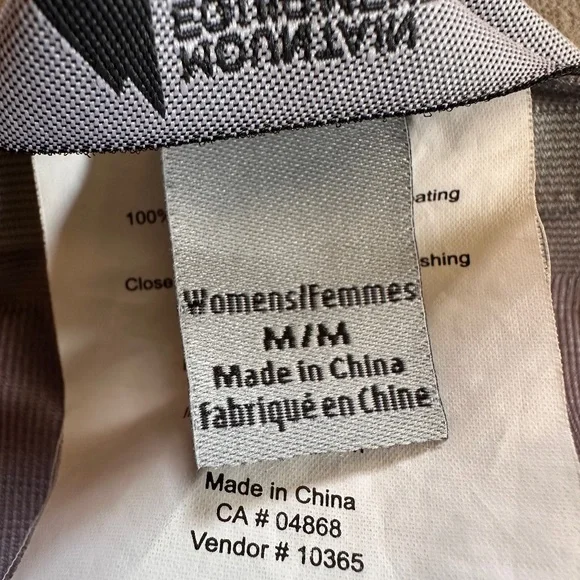 MOUNTAIN
EQUIPMENT
100%
ating
Close
shing
Womens/Femmes
M/M
Made in China
fabriqué en Chine
Made in China
CA # 04868
Vendor # 10365